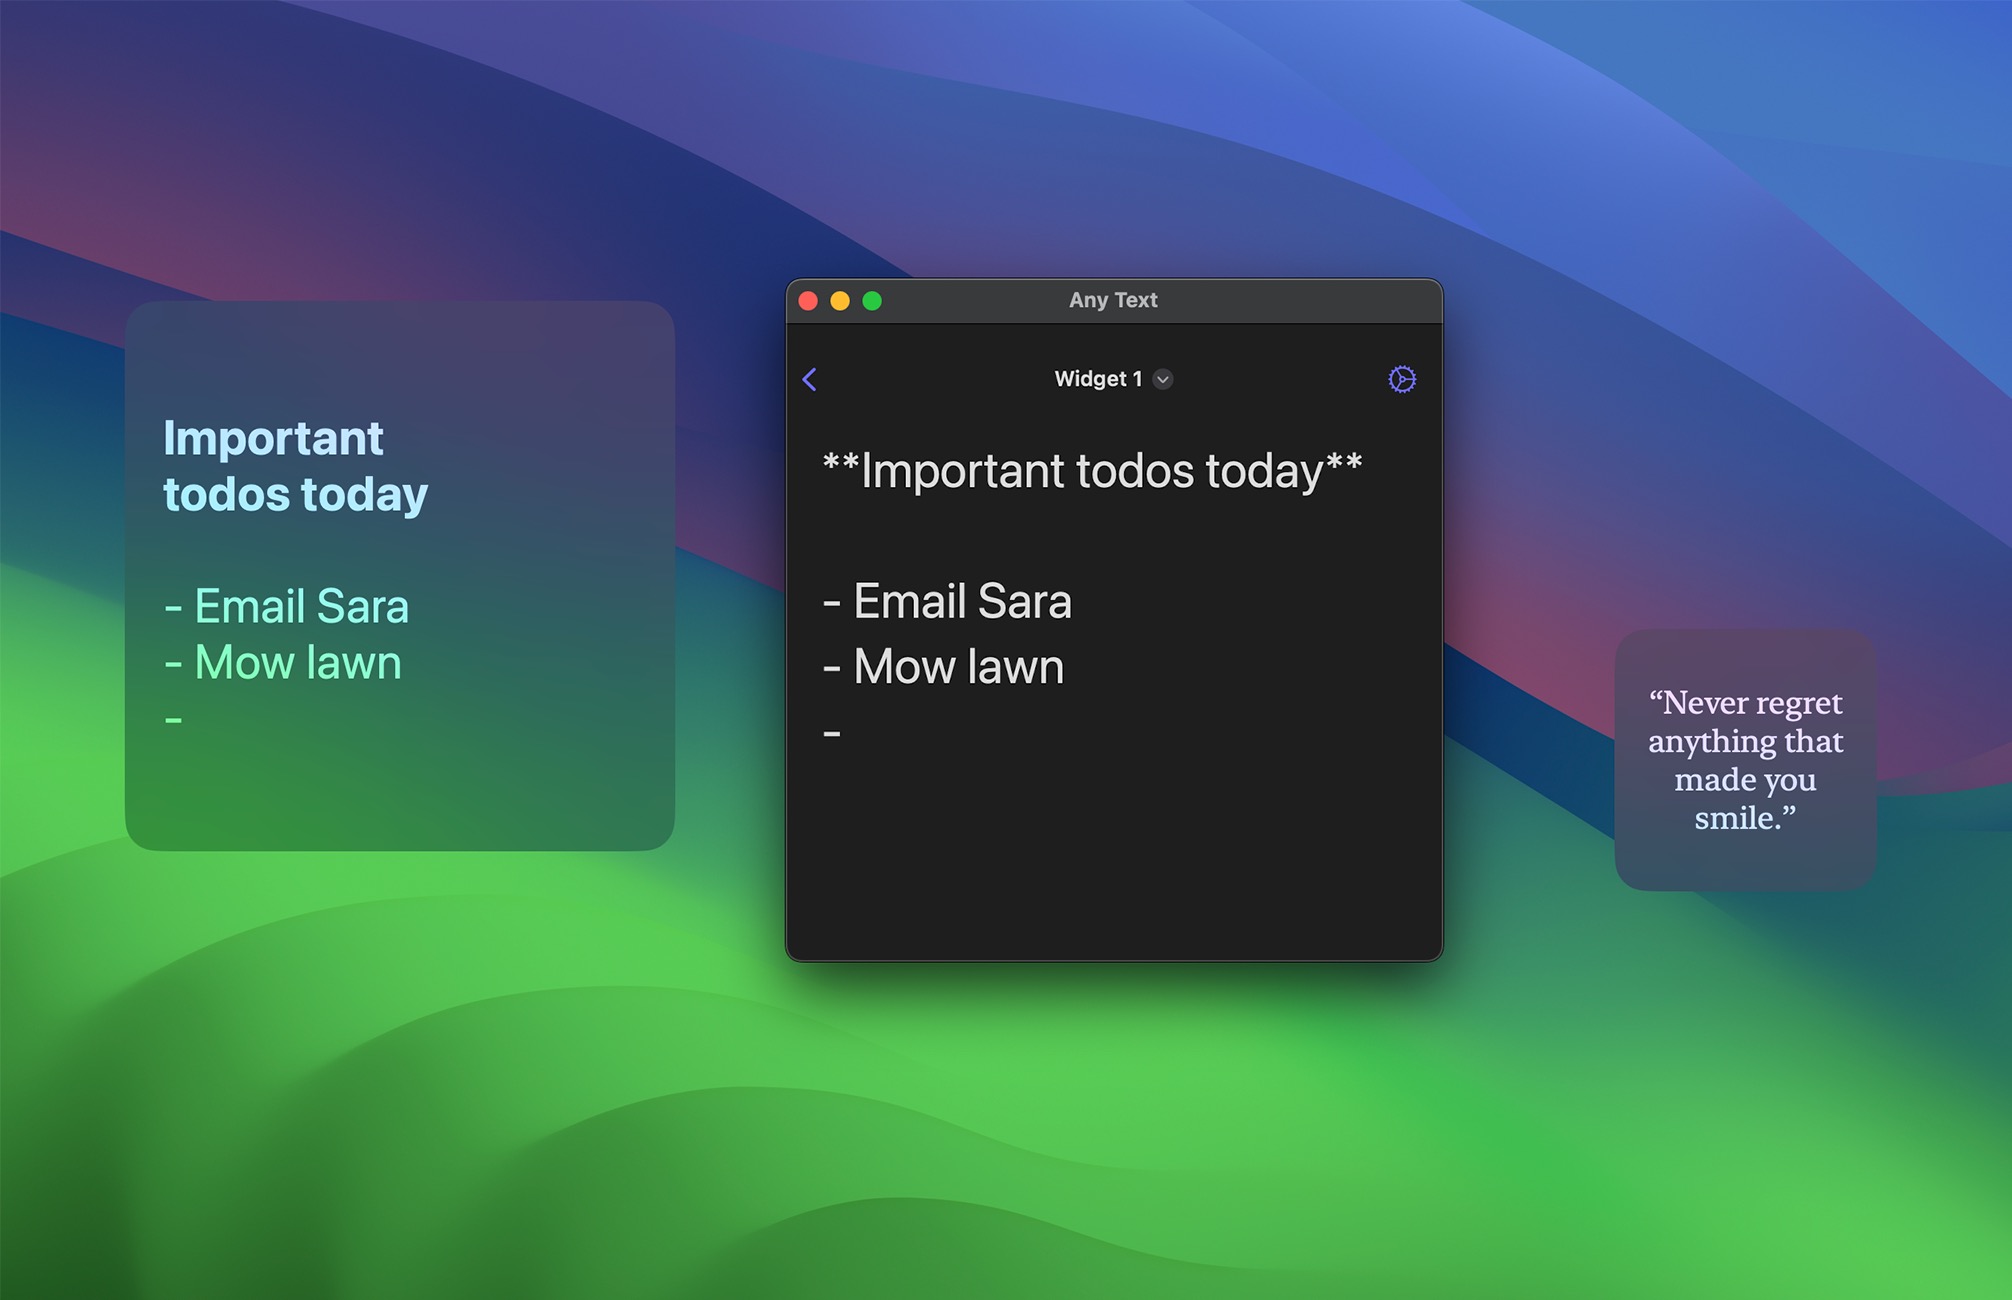 Important
todos today
- Email Sara
- Mow lawn
-
Any Text
Widget 1
**Important todos today**
- Email Sara
- Mow lawn
-
“Never regret
anything that
made you
smile.”